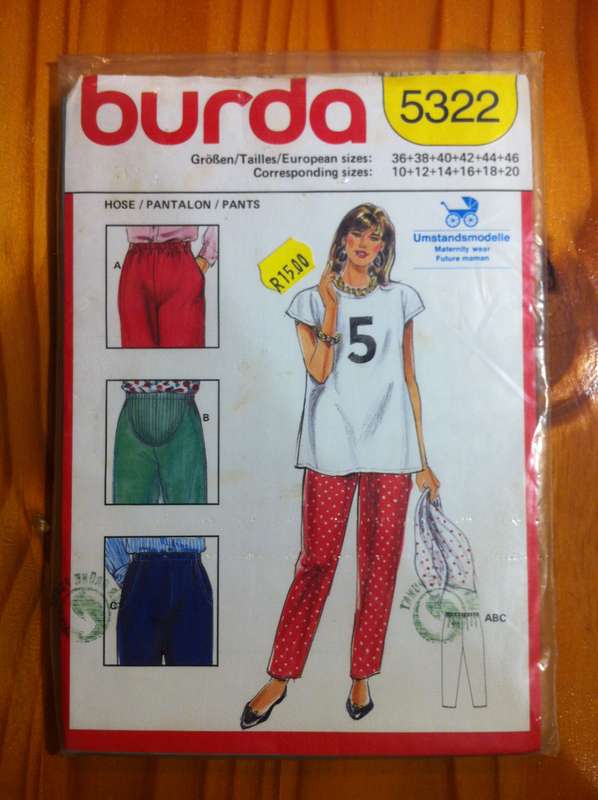 burda
5322
Größen/Tailles/European sizes: 36+38+40+42+44+46
Corresponding sizes: 10+12+14+16+18+20
HOSE / PANTALON / PANTS
Umstandsmodelle
Maternity wear
Future maman
R15.00
A
5
B
C
ABC